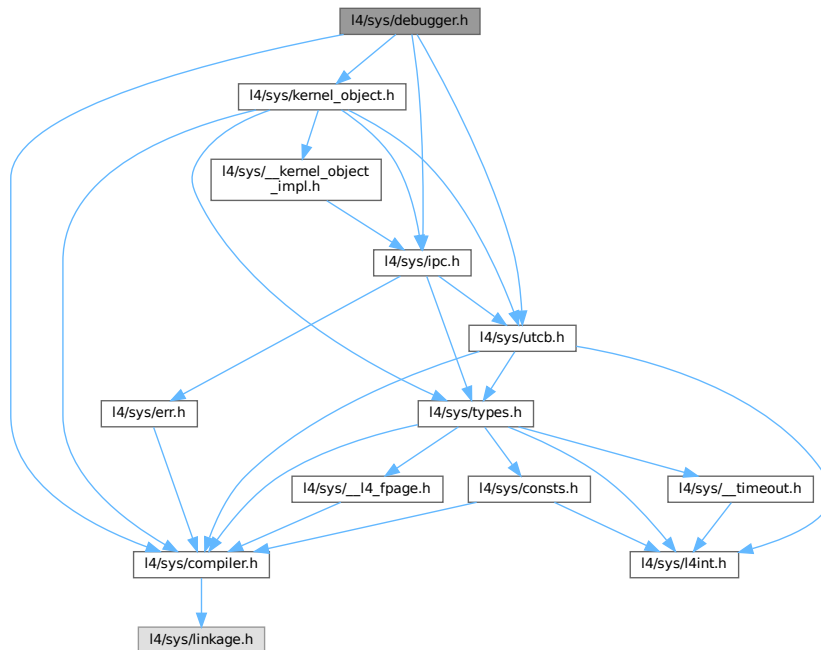 l4/sys/debugger.h
l4/sys/kernel_object.h
l4/sys/__kernel_object
_impl.h
l4/sys/ipc.h
l4/sys/utcb.h
l4/sys/err.h
l4/sys/types.h
l4/sys/__l4_fpage.h
l4/sys/consts.h
l4/sys/__timeout.h
l4/sys/compiler.h
l4/sys/l4int.h
l4/sys/linkage.h